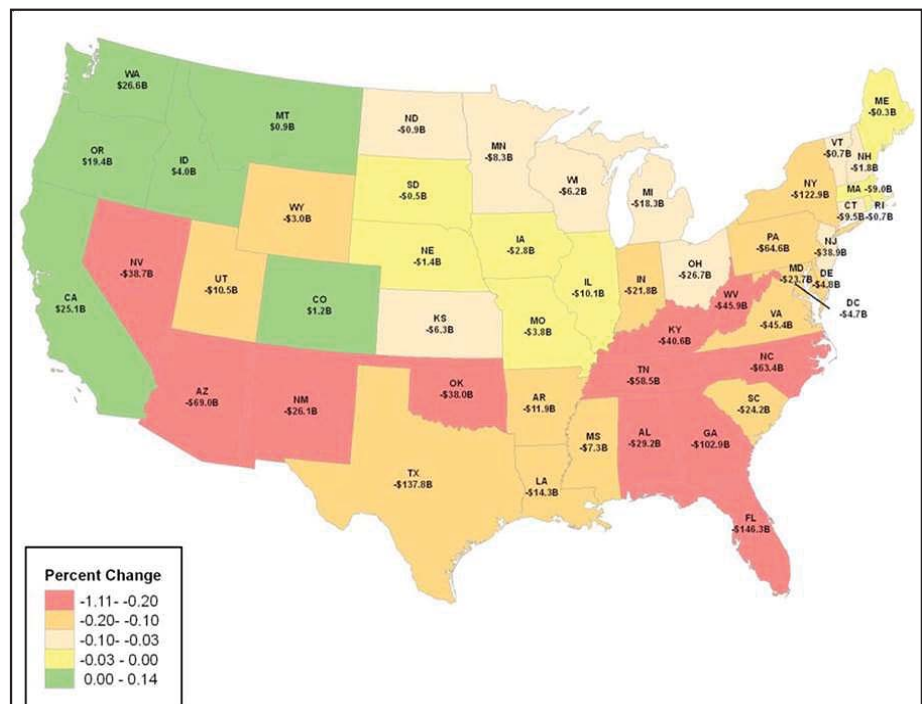 WA
$26.6B
MT
$0.9B
ND
-$0.9B
MN
-$8.3B
ME
-$0.3B
OR
$19.4B
ID
$4.0B
SD
-$0.5B
WI
-$6.2B
MI
-$18.3B
VT
-$0.7B
NH
-$1.8B
NY
-$122.9B
MA -$9.0B
CT
-$9.5B
RI
-$0.7B
WY
-$3.0B
NE
-$1.4B
IA
-$2.8B
PA
-$64.6B
NJ
-$38.9B
NV
-$38.7B
UT
-$10.5B
CO
$1.2B
IL
-$10.1B
IN
-$21.8B
OH
-$26.7B
MD
-$23.7B
DE
-$4.8B
DC
-$4.7B
CA
$25.1B
KS
-$6.3B
MO
-$3.8B
WV
-$45.9B
VA
-$45.4B
KY
-$40.6B
AZ
-$69.0B
NM
-$26.1B
OK
-$38.0B
AR
-$11.9B
TN
-$58.5B
NC
-$63.4B
SC
-$24.2B
MS
-$7.3B
AL
-$29.2B
GA
-$102.9B
TX
-$137.8B
LA
-$14.3B
FL
-$146.3B
Percent Change
-1.11- -0.20
-0.20- -0.10
-0.10- -0.03
-0.03 - 0.00
0.00 - 0.14